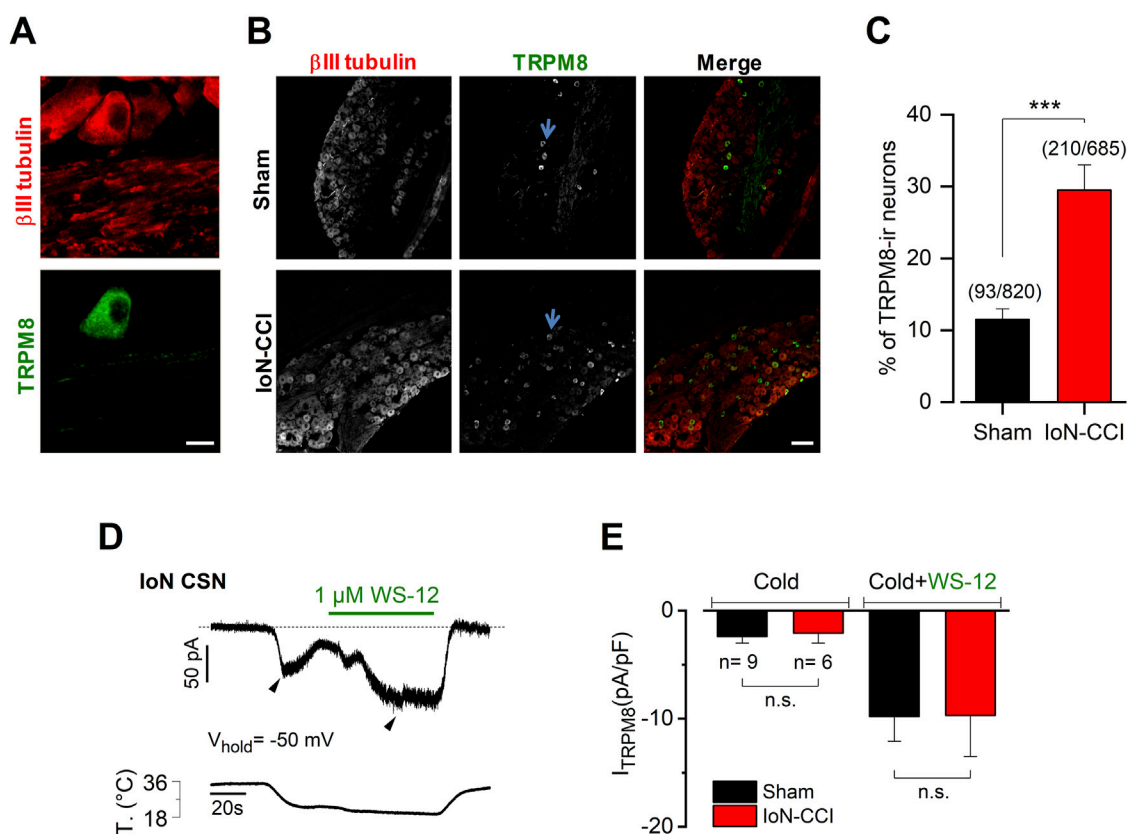 A
βIII tubulin
TRPM8
B
βIII tubulin
TRPM8
Merge
Sham
IoN-CCI
C
% of TRPM8-ir neurons
40
30
20
10
0
***
(210/685)
(93/820)
Sham
IoN-CCI
D
IoN CSN
1 µM WS-12
50 pA
Vhold= -50 mV
T. (°C)
36
18
20s
E
Cold
Cold+WS-12
ITRPM8(pA/pF)
0
-10
-20
n= 9
n= 6
n.s.
n.s.
Sham
IoN-CCI